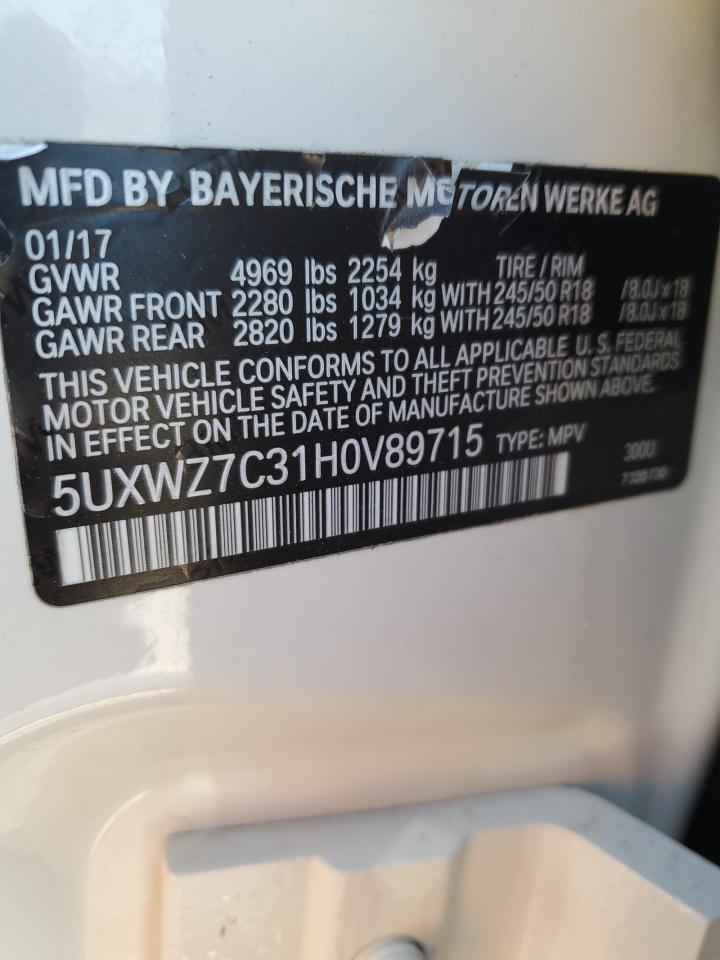 MFD BY BAYERISCHE MOTOREN WERKE AG
01/17
GVWR 4969 lbs 2254 kg TIRE / RIM
GAWR FRONT 2280 lbs 1034 kg WITH 245/50 R18 /8.0J x 18
GAWR REAR 2820 lbs 1279 kg WITH 245/50 R18 /8.0J x 18
THIS VEHICLE CONFORMS TO ALL APPLICABLE U.S. FEDERAL
MOTOR VEHICLE SAFETY AND THEFT PREVENTION STANDARDS
IN EFFECT ON THE DATE OF MANUFACTURE SHOWN ABOVE.
5UXWZ7C31H0V89715 TYPE: MPV 300U